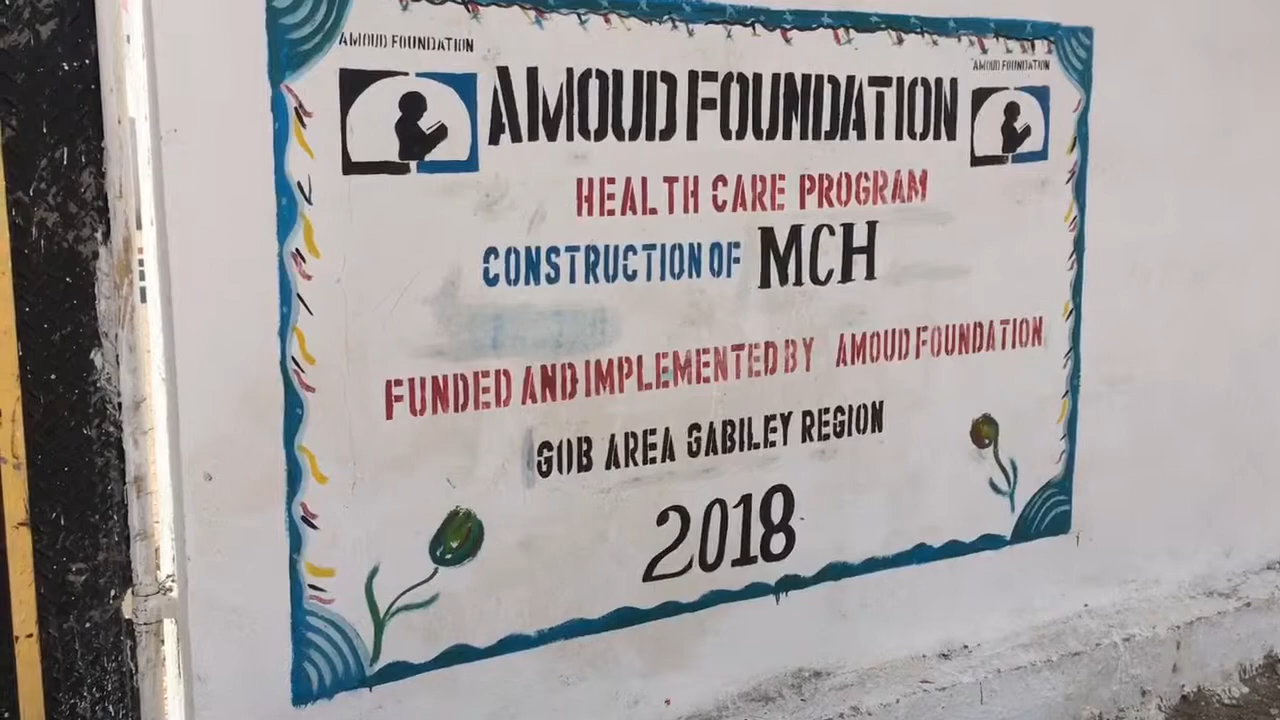 AMOUD FOUNDATION
AMOUD FOUNDATION
AMOUD FOUNDATION
HEALTH CARE PROGRAM
CONSTRUCTION OF MCH
FUNDED AND IMPLEMENTED BY AMOUD FOUNDATION
GOB AREA GABILEY REGION
2018